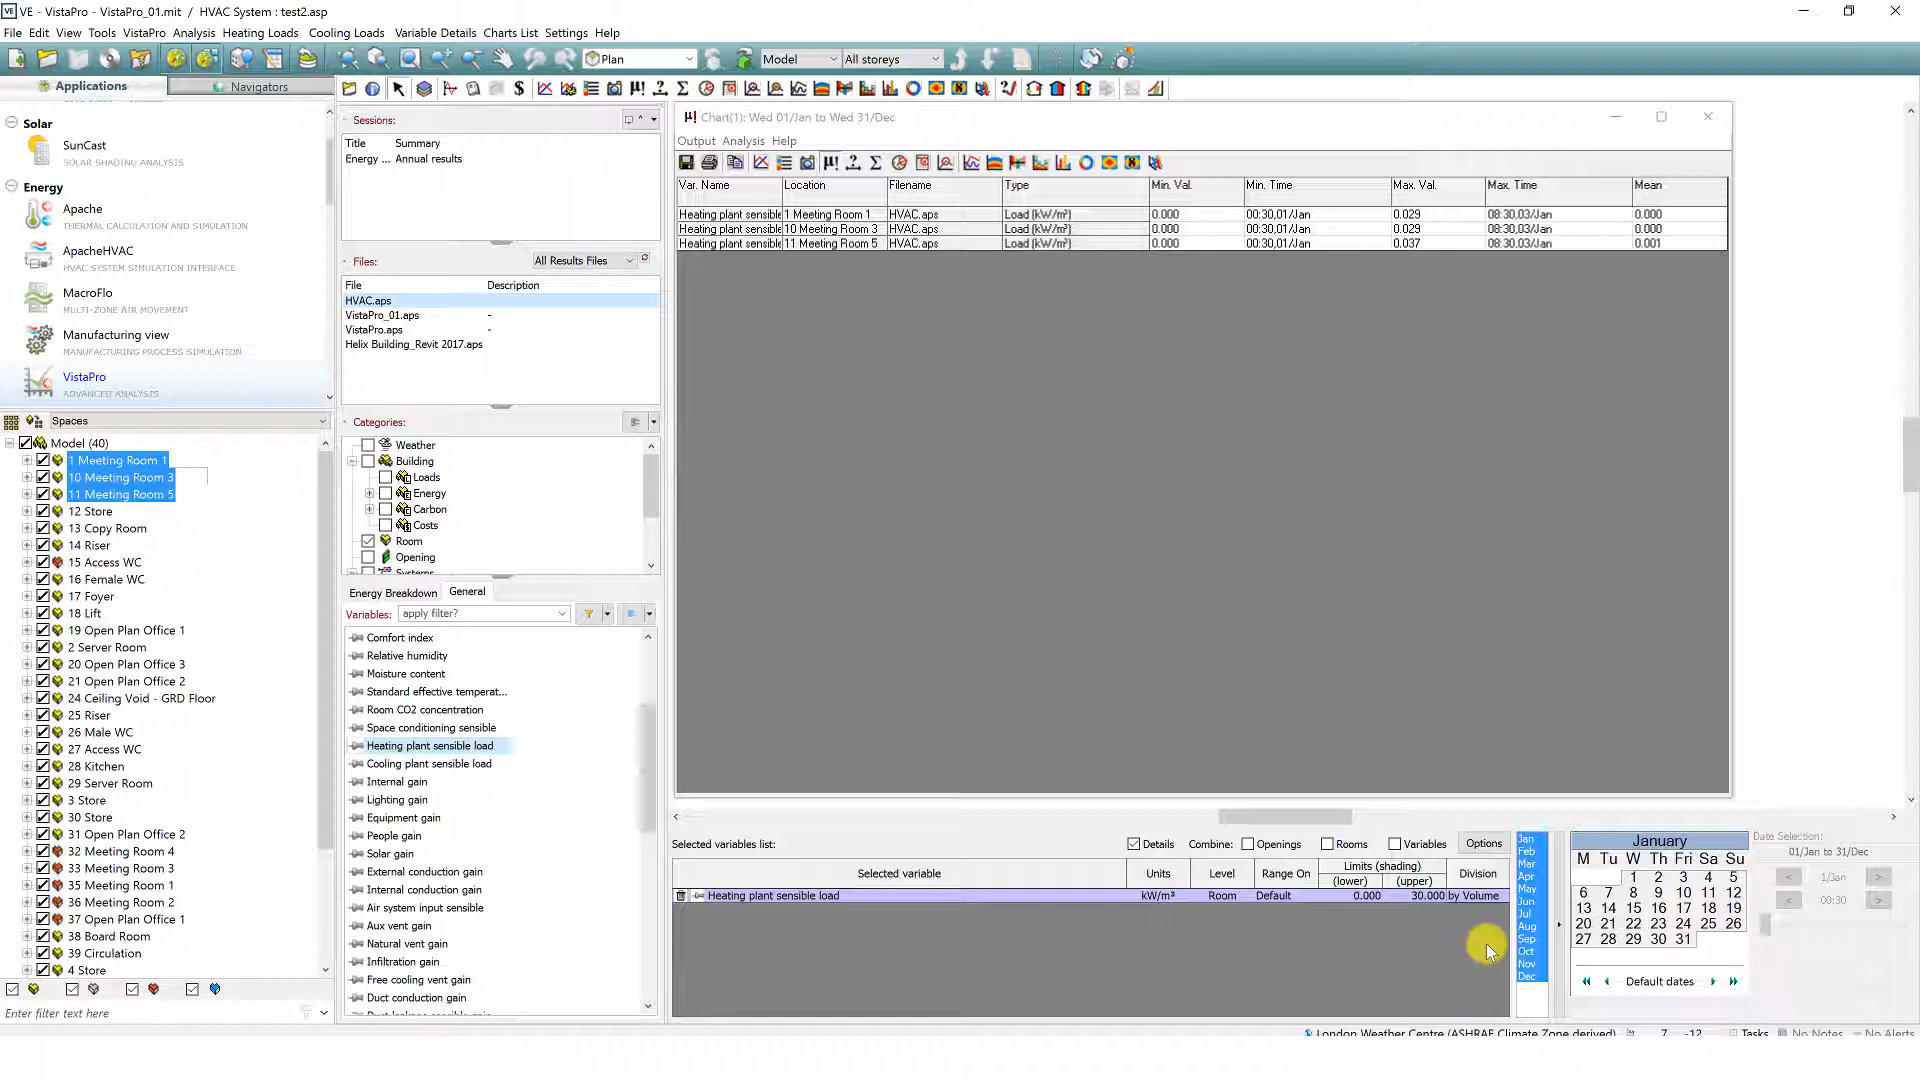 VE - VistaPro - VistaPro_01.mit / HVAC System : test2.asp
File Edit View Tools VistaPro Analysis Heating Loads Cooling Loads Variable Details Charts List Settings Help
Plan Model All storeys
Applications Navigators
Solar
SunCast
SOLAR SHADING ANALYSIS
Energy
Apache
THERMAL CALCULATION AND SIMULATION
ApacheHVAC
HVAC SYSTEM SIMULATION INTERFACE
MacroFlo
MULTI-ZONE AIR MOVEMENT
Manufacturing view
MANUFACTURING PROCESS SIMULATION
VistaPro
ADVANCED ANALYSIS
Spaces
Model (40)
1 Meeting Room 1
10 Meeting Room 3
11 Meeting Room 5
12 Store
13 Copy Room
14 Riser
15 Access WC
16 Female WC
17 Foyer
18 Lift
19 Open Plan Office 1
2 Server Room
20 Open Plan Office 3
21 Open Plan Office 2
24 Ceiling Void - GRD Floor
25 Riser
26 Male WC
27 Access WC
28 Kitchen
29 Server Room
3 Store
30 Store
31 Open Plan Office 2
32 Meeting Room 4
33 Meeting Room 3
35 Meeting Room 1
36 Meeting Room 2
37 Open Plan Office 1
38 Board Room
39 Circulation
4 Store
Enter filter text here
Sessions:
Title Summary
Energy ... Annual results
Files: All Results Files
File Description
HVAC.aps
VistaPro_01.aps -
VistaPro.aps -
Helix Building_Revit 2017.aps
Categories:
Weather
Building
Loads
Energy
Carbon
Costs
Room
Opening
Systems
Energy Breakdown General
Variables: apply filter?
Comfort index
Relative humidity
Moisture content
Standard effective temperat...
Room CO2 concentration
Space conditioning sensible
Heating plant sensible load
Cooling plant sensible load
Internal gain
Lighting gain
Equipment gain
People gain
Solar gain
External conduction gain
Internal conduction gain
Air system input sensible
Aux vent gain
Natural vent gain
Infiltration gain
Free cooling vent gain
Duct conduction gain
Duct leakage sensible gain
µ! Chart(1): Wed 01/Jan to Wed 31/Dec
Output Analysis Help
Var. Name Location Filename Type Min. Val. Min. Time Max. Val. Max. Time Mean
Heating plant sensible 1 Meeting Room 1 HVAC.aps Load (kW/m³) 0.000 00:30,01/Jan 0.029 08:30,03/Jan 0.000
Heating plant sensible 10 Meeting Room 3 HVAC.aps Load (kW/m³) 0.000 00:30,01/Jan 0.029 08:30,03/Jan 0.000
Heating plant sensible 11 Meeting Room 5 HVAC.aps Load (kW/m³) 0.000 00:30,01/Jan 0.037 08:30,03/Jan 0.001
Selected variables list: Details Combine: Openings Rooms Variables Options
Selected variable Units Level Range On Limits (shading) (lower) (upper) Division
Heating plant sensible load kW/m³ Room Default 0.000 30.000 by Volume
Jan
Feb
Mar
Apr
May
Jun
Jul
Aug
Sep
Oct
Nov
Dec
January
M Tu W Th Fri Sa Su
1 2 3 4 5
6 7 8 9 10 11 12
13 14 15 16 17 18 19
20 21 22 23 24 25 26
27 28 29 30 31
Default dates
Date Selection:
01/Jan to 31/Dec
< 1/Jan >
< 00:30 >
London Weather Centre (ASHRAE Climate Zone derived) 7 -12 Tasks No Notes No Alerts